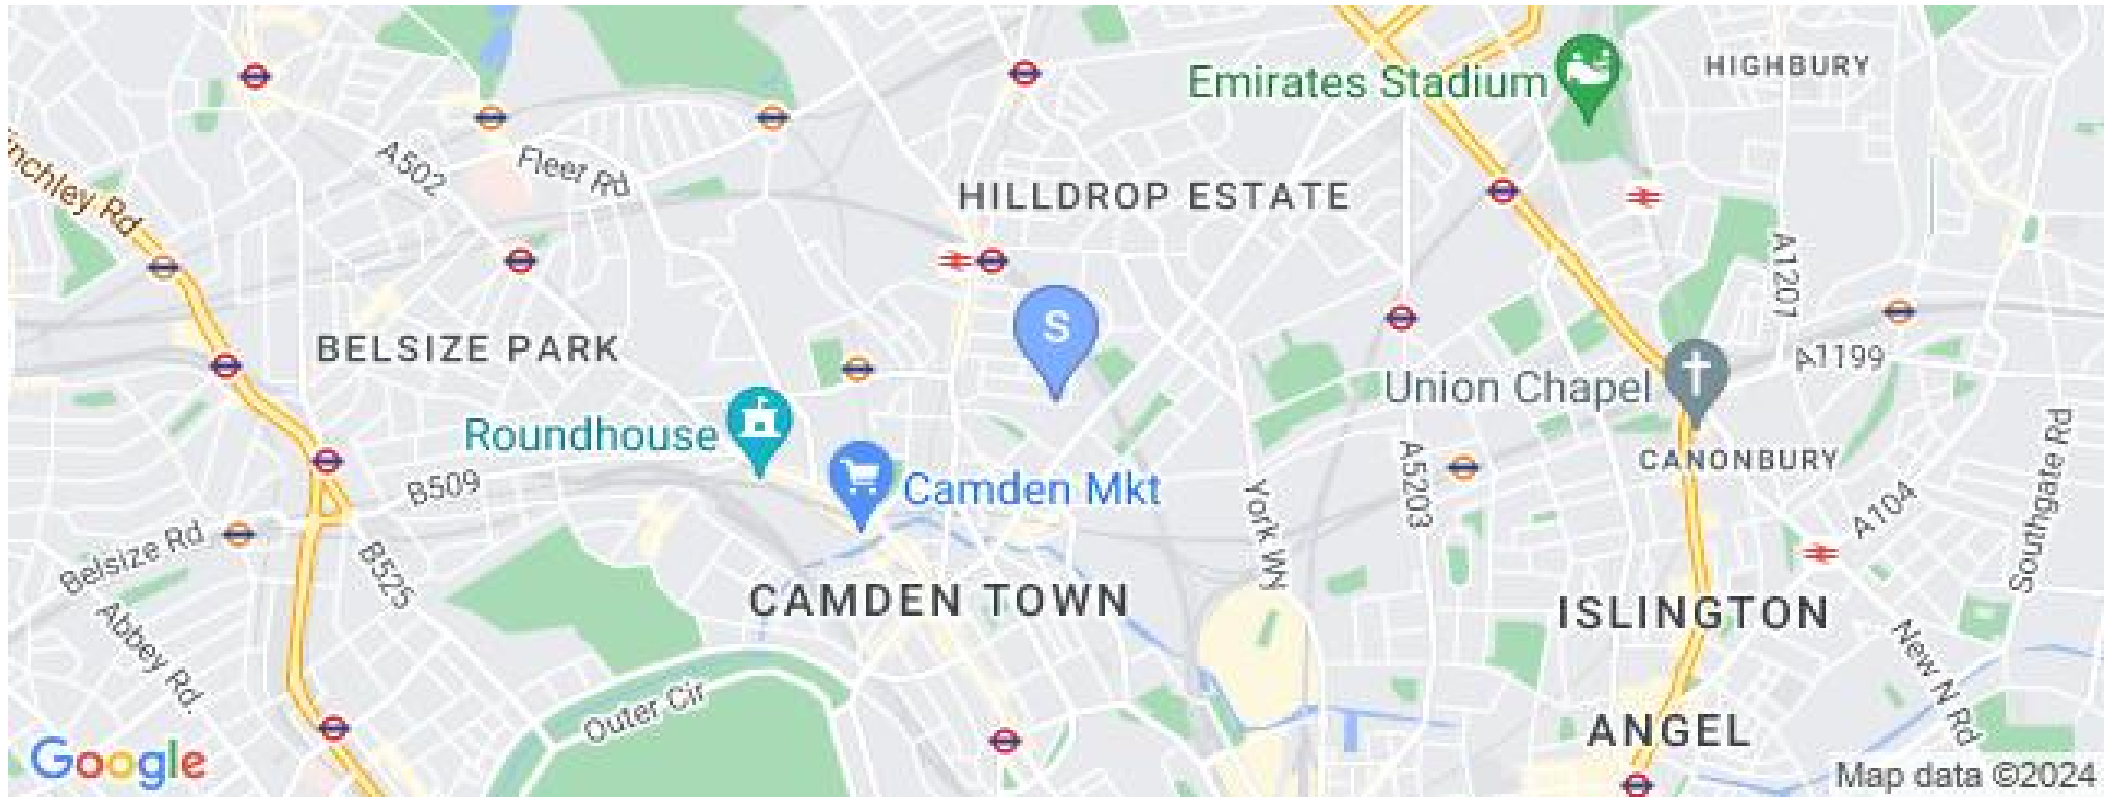 HIGHBURY
Emirates Stadium
Finchley Rd
A502
Fleet Rd
HILLDROP ESTATE
A1201
S
BELSIZE PARK
A1199
Union Chapel
Roundhouse
CANONBURY
B509
Camden Mkt
A5203
York Wy
A104
Southgate Rd
Belsize Rd
B525
CAMDEN TOWN
ISLINGTON
Abbey Rd.
New N Rd
Outer Cir
ANGEL
Google
Map data ©2024